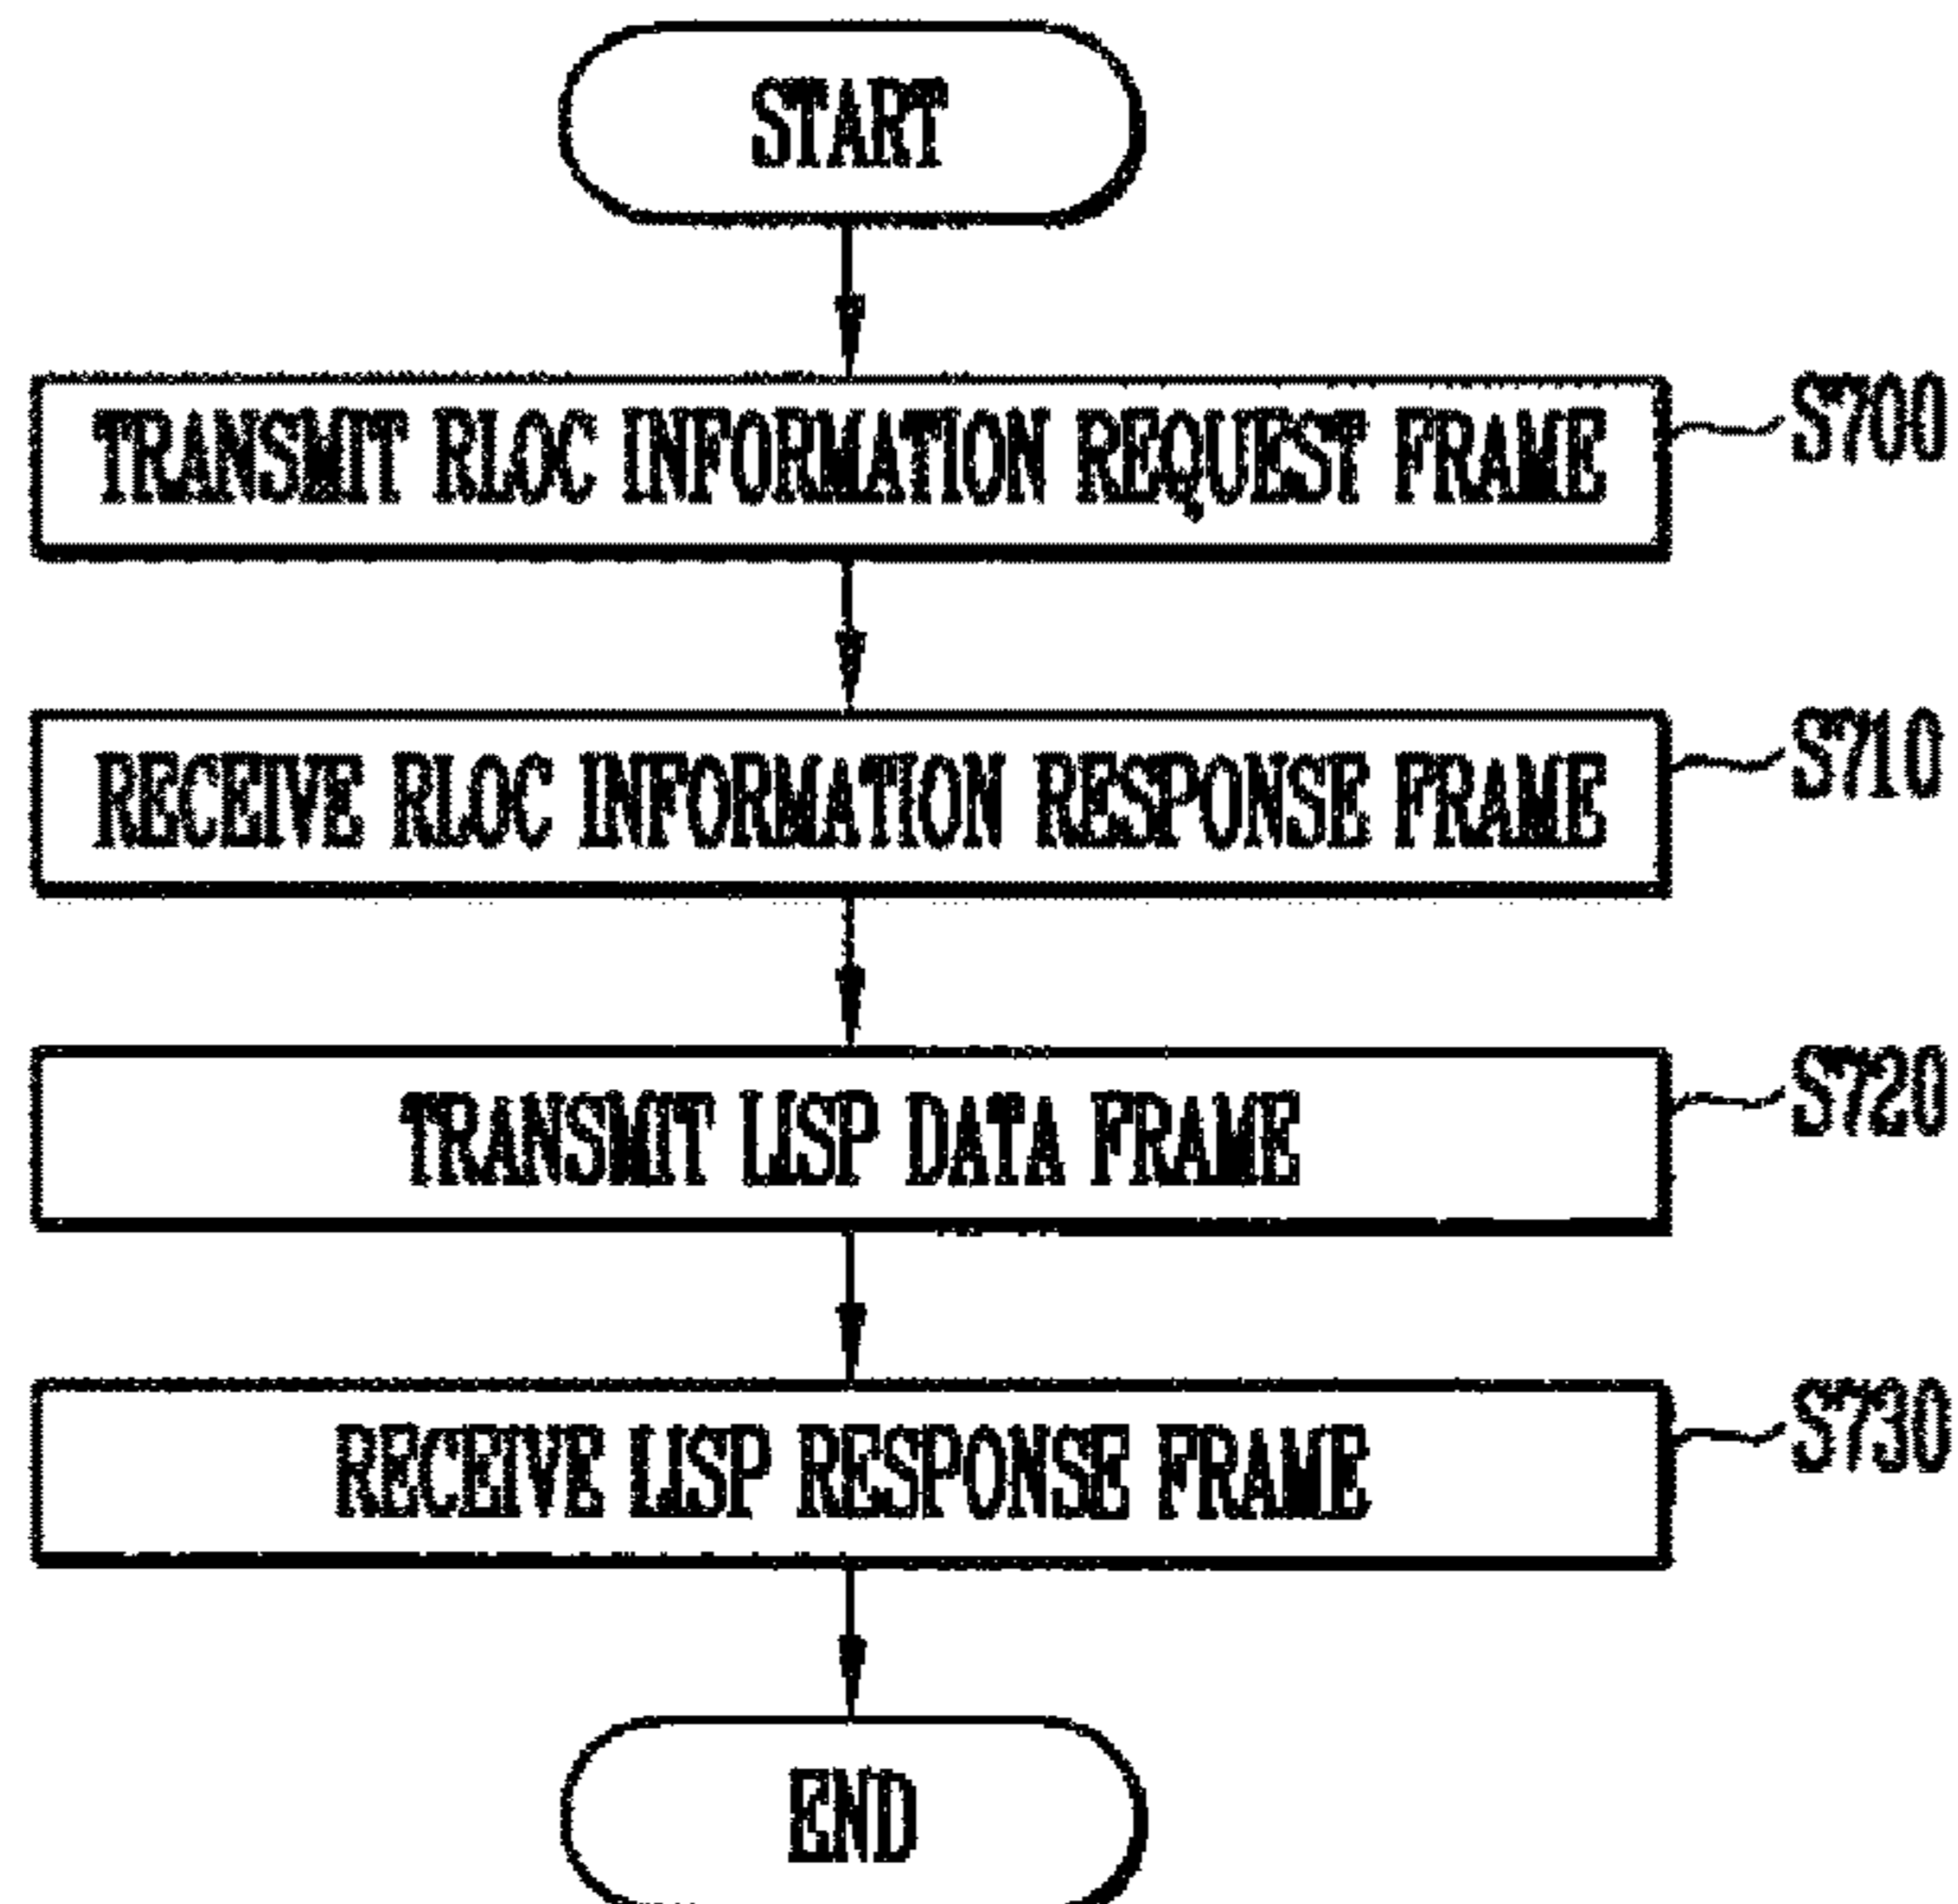 START
TRANSMIT RLOC INFORMATION REQUEST FRAME
S700
RECEIVE RLOC INFORMATION RESPONSE FRAME
S710
TRANSMIT LISP DATA FRAME
S720
RECEIVE LISP RESPONSE FRAME
S730
END